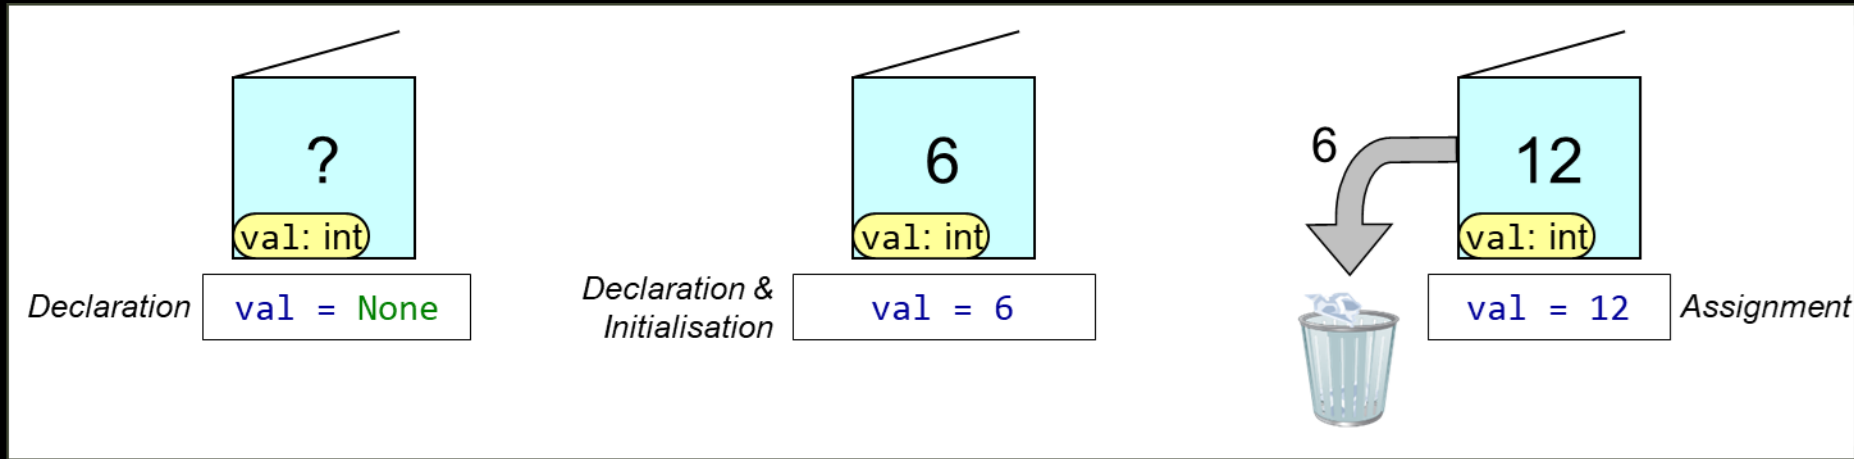 ?
val: int
Declaration
val = None
6
val: int
Declaration &
Initialisation
val = 6
6
12
val: int
val = 12
Assignment